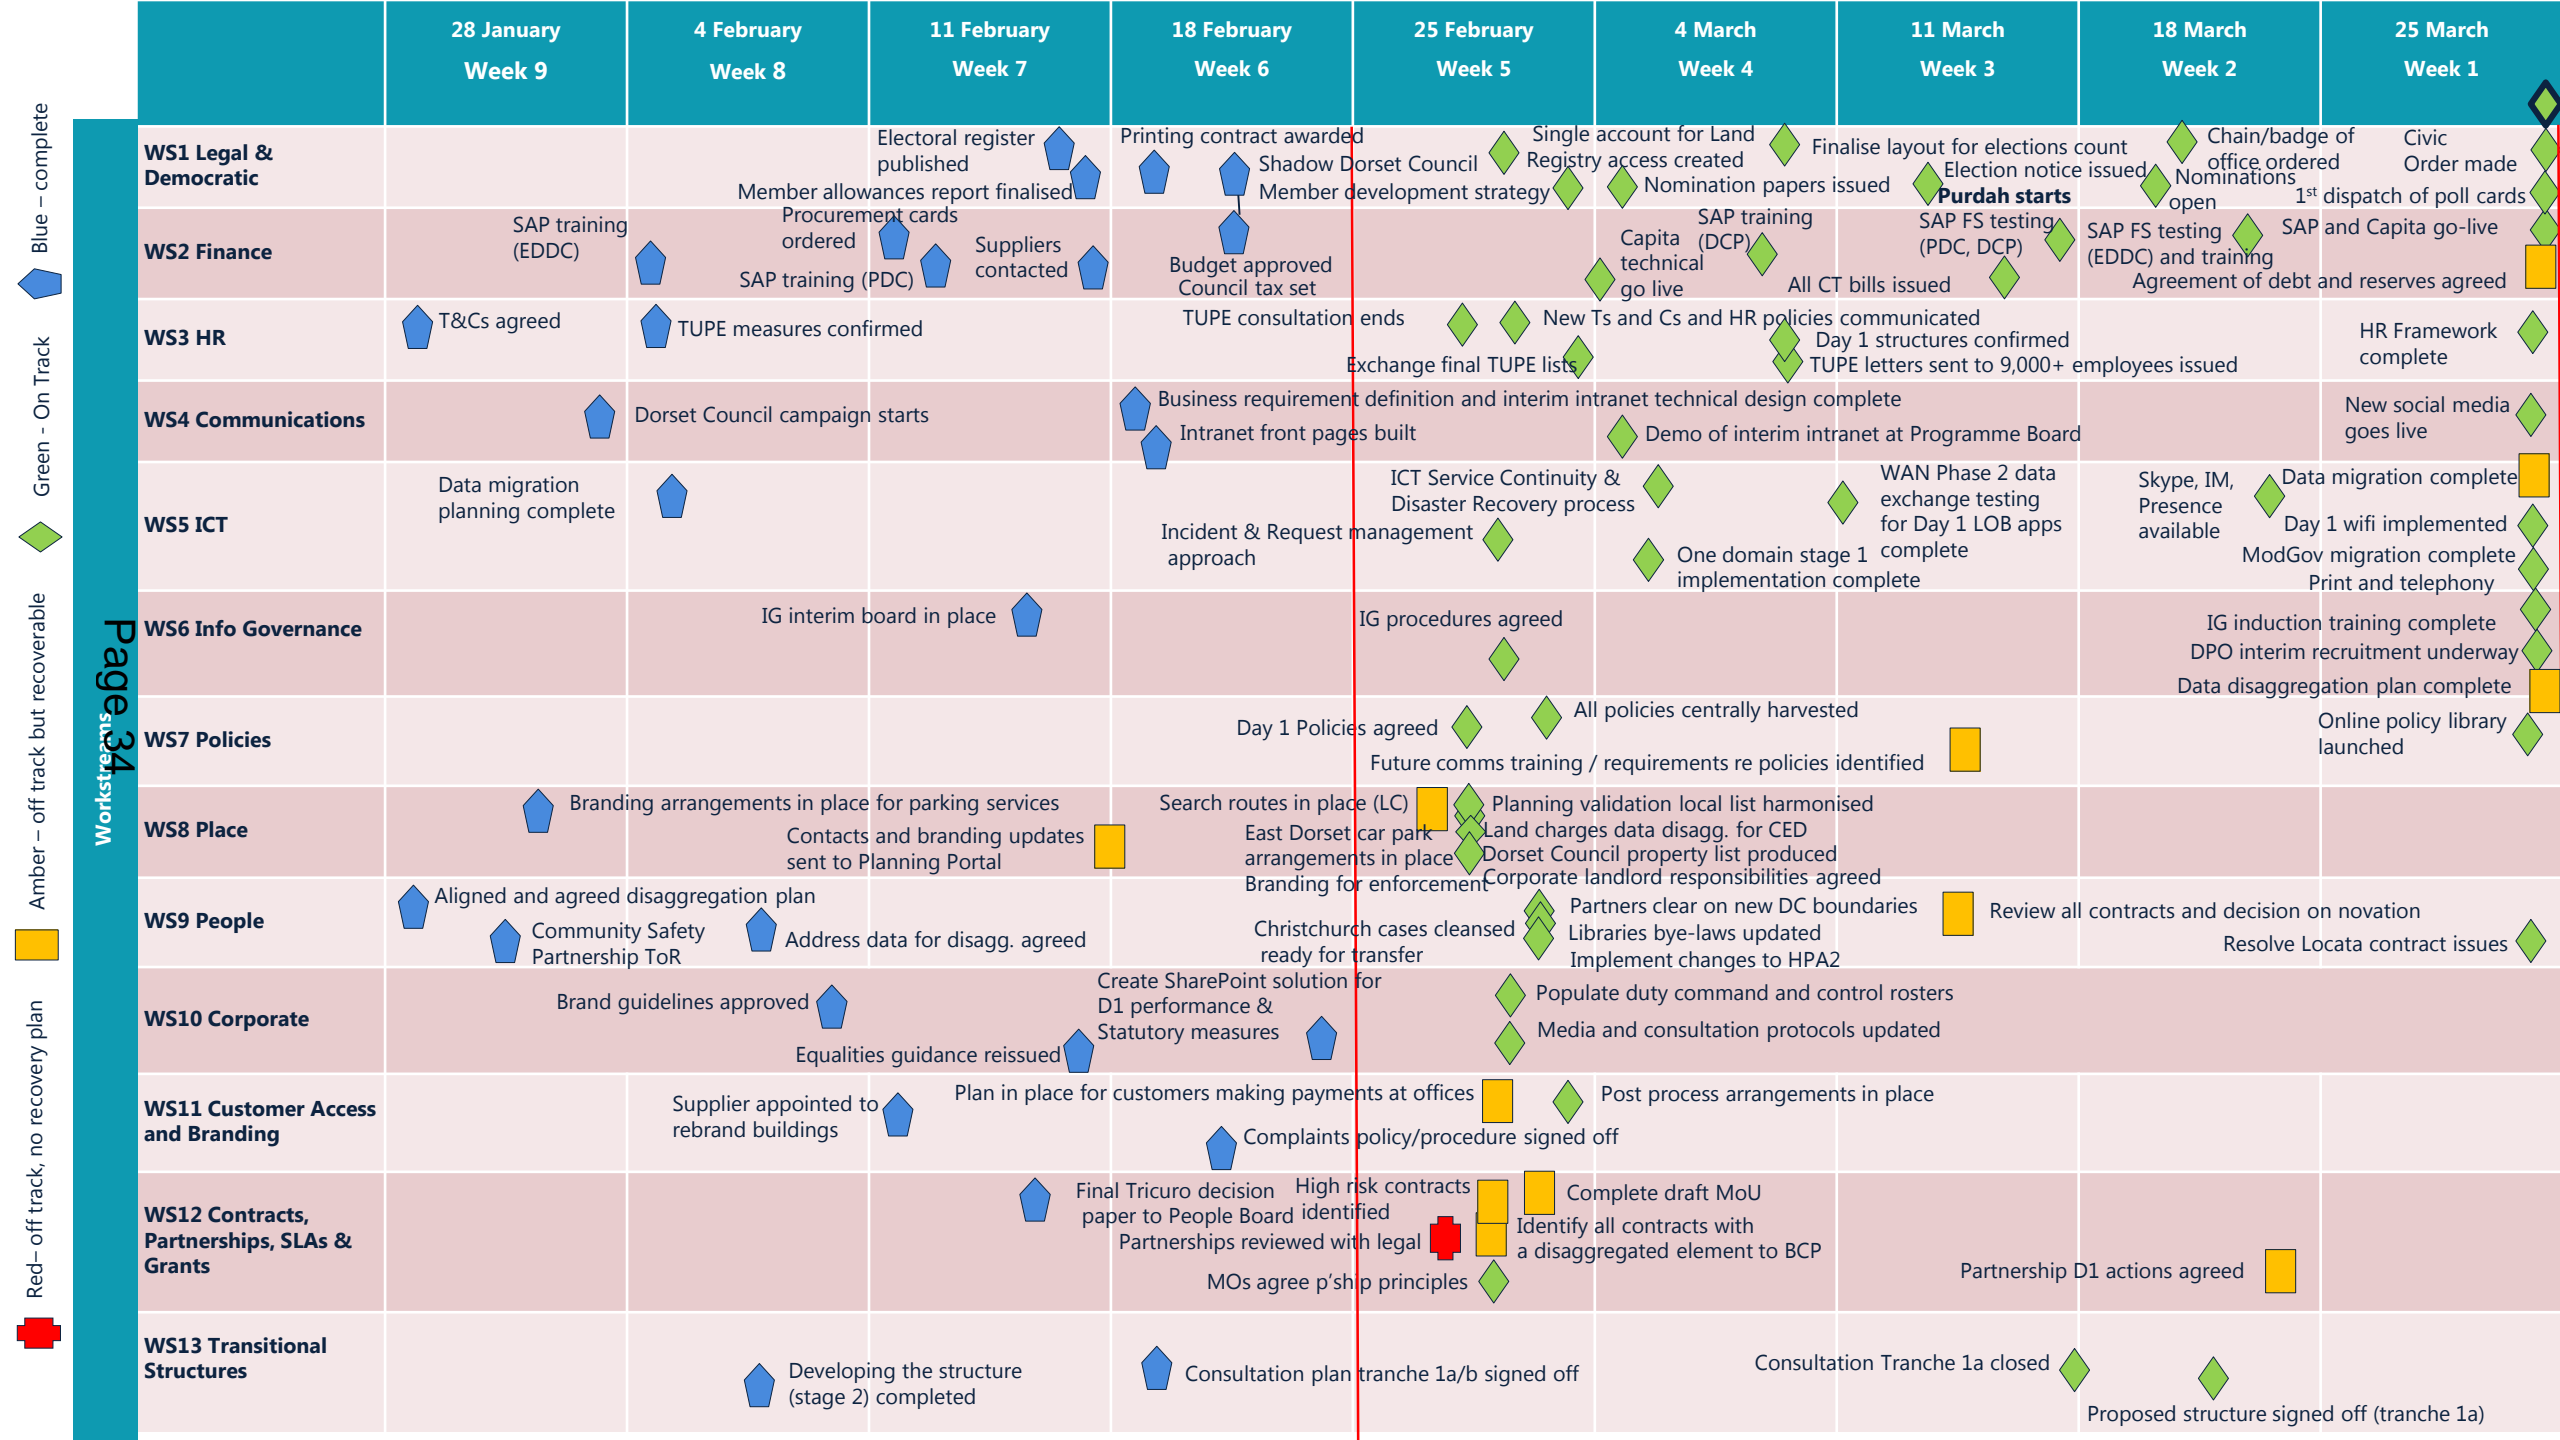 28 January
Week 9
4 February
Week 8
11 February
Week 7
18 February
Week 6
25 February
Week 5
4 March
Week 4
11 March
Week 3
18 March
Week 2
25 March
Week 1
Blue – complete
Green - On Track
Amber – off track but recoverable
Red– off track, no recovery plan
Workstreams
Page 34
WS1 Legal &
Democratic
Electoral register
published
Member allowances report finalised
Printing contract awarded
Shadow Dorset Council
Member development strategy
Single account for Land
Registry access created
Nomination papers issued
Finalise layout for elections count
Election notice issued
Purdah starts
Chain/badge of
office ordered
Nominations
open
Civic
Order made
1st dispatch of poll cards
WS2 Finance
SAP training
(EDDC)
Procurement cards
ordered
SAP training (PDC)
Suppliers
contacted
Budget approved
Council tax set
Capita
technical
go live
SAP training
(DCP)
All CT bills issued
SAP FS testing
(PDC, DCP)
SAP FS testing
(EDDC) and training
SAP and Capita go-live
Agreement of debt and reserves agreed
WS3 HR
T&Cs agreed
TUPE measures confirmed
TUPE consultation ends
Exchange final TUPE lists
New Ts and Cs and HR policies communicated
Day 1 structures confirmed
TUPE letters sent to 9,000+ employees issued
HR Framework
complete
WS4 Communications
Dorset Council campaign starts
Business requirement definition and interim intranet technical design complete
Intranet front pages built
Demo of interim intranet at Programme Board
New social media
goes live
WS5 ICT
Data migration
planning complete
ICT Service Continuity &
Disaster Recovery process
Incident & Request management
approach
One domain stage 1
implementation complete
WAN Phase 2 data
exchange testing
for Day 1 LOB apps
complete
Skype, IM,
Presence
available
Data migration complete
Day 1 wifi implemented
ModGov migration complete
Print and telephony
WS6 Info Governance
IG interim board in place
IG procedures agreed
IG induction training complete
DPO interim recruitment underway
Data disaggregation plan complete
WS7 Policies
Day 1 Policies agreed
All policies centrally harvested
Future comms training / requirements re policies identified
Online policy library
launched
WS8 Place
Branding arrangements in place for parking services
Contacts and branding updates
sent to Planning Portal
Search routes in place (LC)
East Dorset car park
arrangements in place
Branding for enforcement
Planning validation local list harmonised
Land charges data disagg. for CED
Dorset Council property list produced
Corporate landlord responsibilities agreed
WS9 People
Aligned and agreed disaggregation plan
Community Safety
Partnership ToR
Address data for disagg. agreed
Christchurch cases cleansed
ready for transfer
Partners clear on new DC boundaries
Libraries bye-laws updated
Implement changes to HPA2
Review all contracts and decision on novation
Resolve Locata contract issues
WS10 Corporate
Brand guidelines approved
Equalities guidance reissued
Create SharePoint solution for
D1 performance &
Statutory measures
Populate duty command and control rosters
Media and consultation protocols updated
WS11 Customer Access
and Branding
Supplier appointed to
rebrand buildings
Plan in place for customers making payments at offices
Complaints policy/procedure signed off
Post process arrangements in place
WS12 Contracts,
Partnerships, SLAs &
Grants
Final Tricuro decision
paper to People Board
High risk contracts
identified
Partnerships reviewed with legal
MOs agree p'ship principles
Complete draft MoU
Identify all contracts with
a disaggregated element to BCP
Partnership D1 actions agreed
WS13 Transitional
Structures
Developing the structure
(stage 2) completed
Consultation plan tranche 1a/b signed off
Consultation Tranche 1a closed
Proposed structure signed off (tranche 1a)